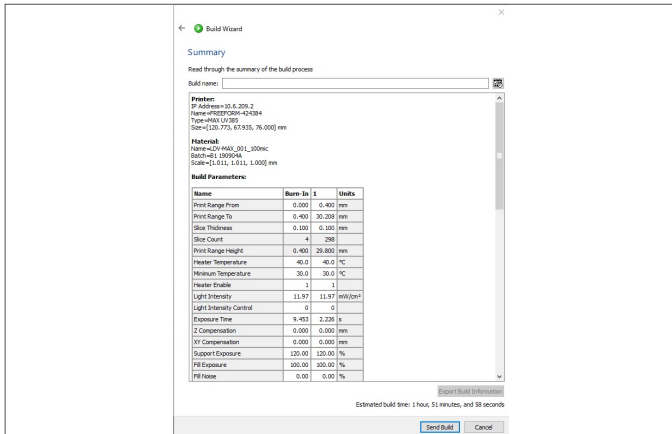 Build Wizard
Summary
Read through the summary of the build process
Build name:
Printer:
IP Address=10.6.209.2
Name=FREEFORM-424384
Type=MAX UV385
Size=[120.773, 67.935, 76.000] mm
Material:
Name=LDV-MAX_001_100mic
Batch=B1 190904A
Scale=[1.011, 1.011, 1.000] mm
Build Parameters:
Name Burn-In 1 Units
Print Range From 0.000 0.400 mm
Print Range To 0.400 30.208 mm
Slice Thickness 0.100 0.100 mm
Slice Count 4 298
Print Range Height 0.400 29.800 mm
Heater Temperature 40.0 40.0 °C
Minimum Temperature 30.0 30.0 °C
Heater Enable 1 1
Light Intensity 11.97 11.97 mW/cm²
Light Intensity Control 0 0
Exposure Time 9.453 2.226 s
Z Compensation 0.000 0.000 mm
XY Compensation 0.000 0.000 mm
Support Exposure 120.00 120.00 %
Fill Exposure 100.00 100.00 %
Fill Noise 0.00 0.00 %
Export Build Information
Estimated build time: 1 hour, 51 minutes, and 58 seconds
Send Build Cancel